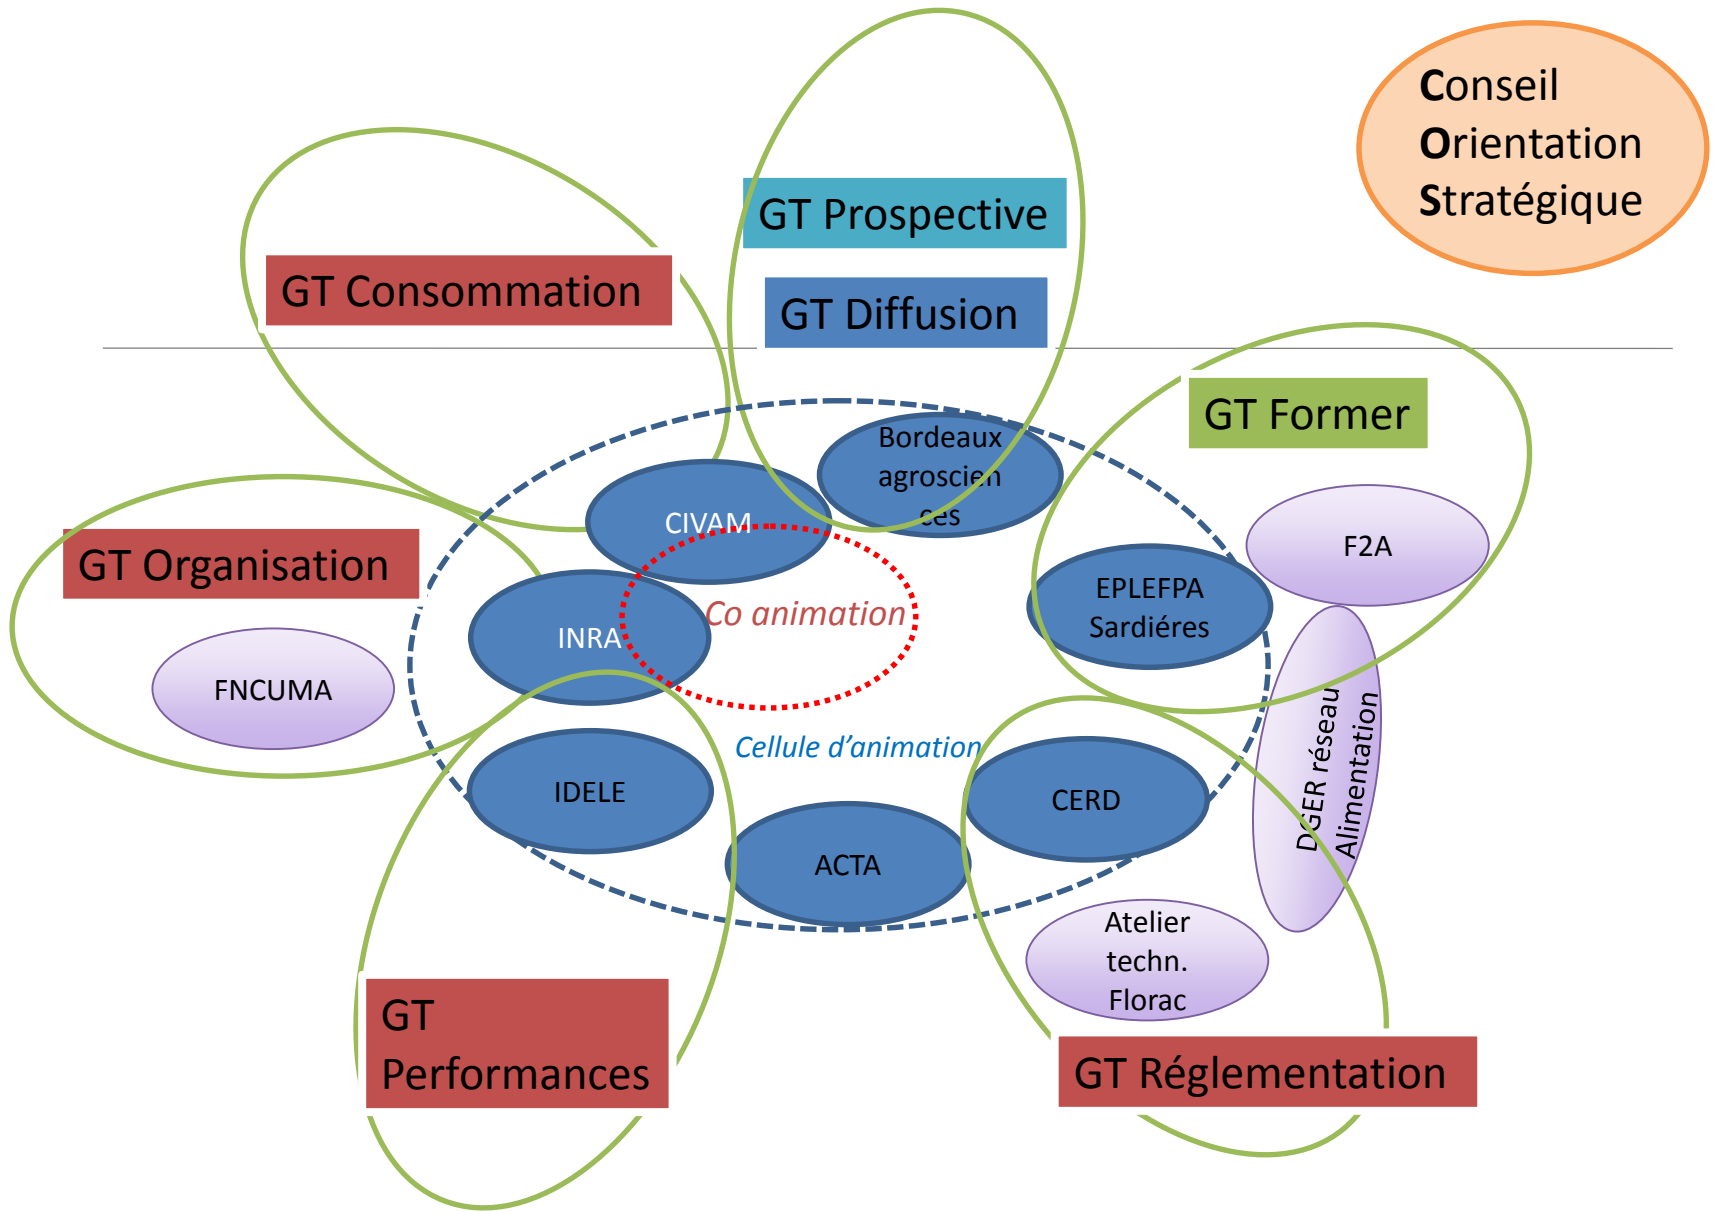 Conseil
Orientation
Stratégique
GT Prospective
GT Consommation
GT Diffusion
GT Former
Bordeaux
agroscien
ces
CIVAM
F2A
GT Organisation
EPLEFPA
Sardiéres
Co animation
INRA
FNCUMA
DGER réseau
Alimentation
Cellule d'animation
IDELE
CERD
ACTA
Atelier
techn.
Florac
GT
Performances
GT Réglementation